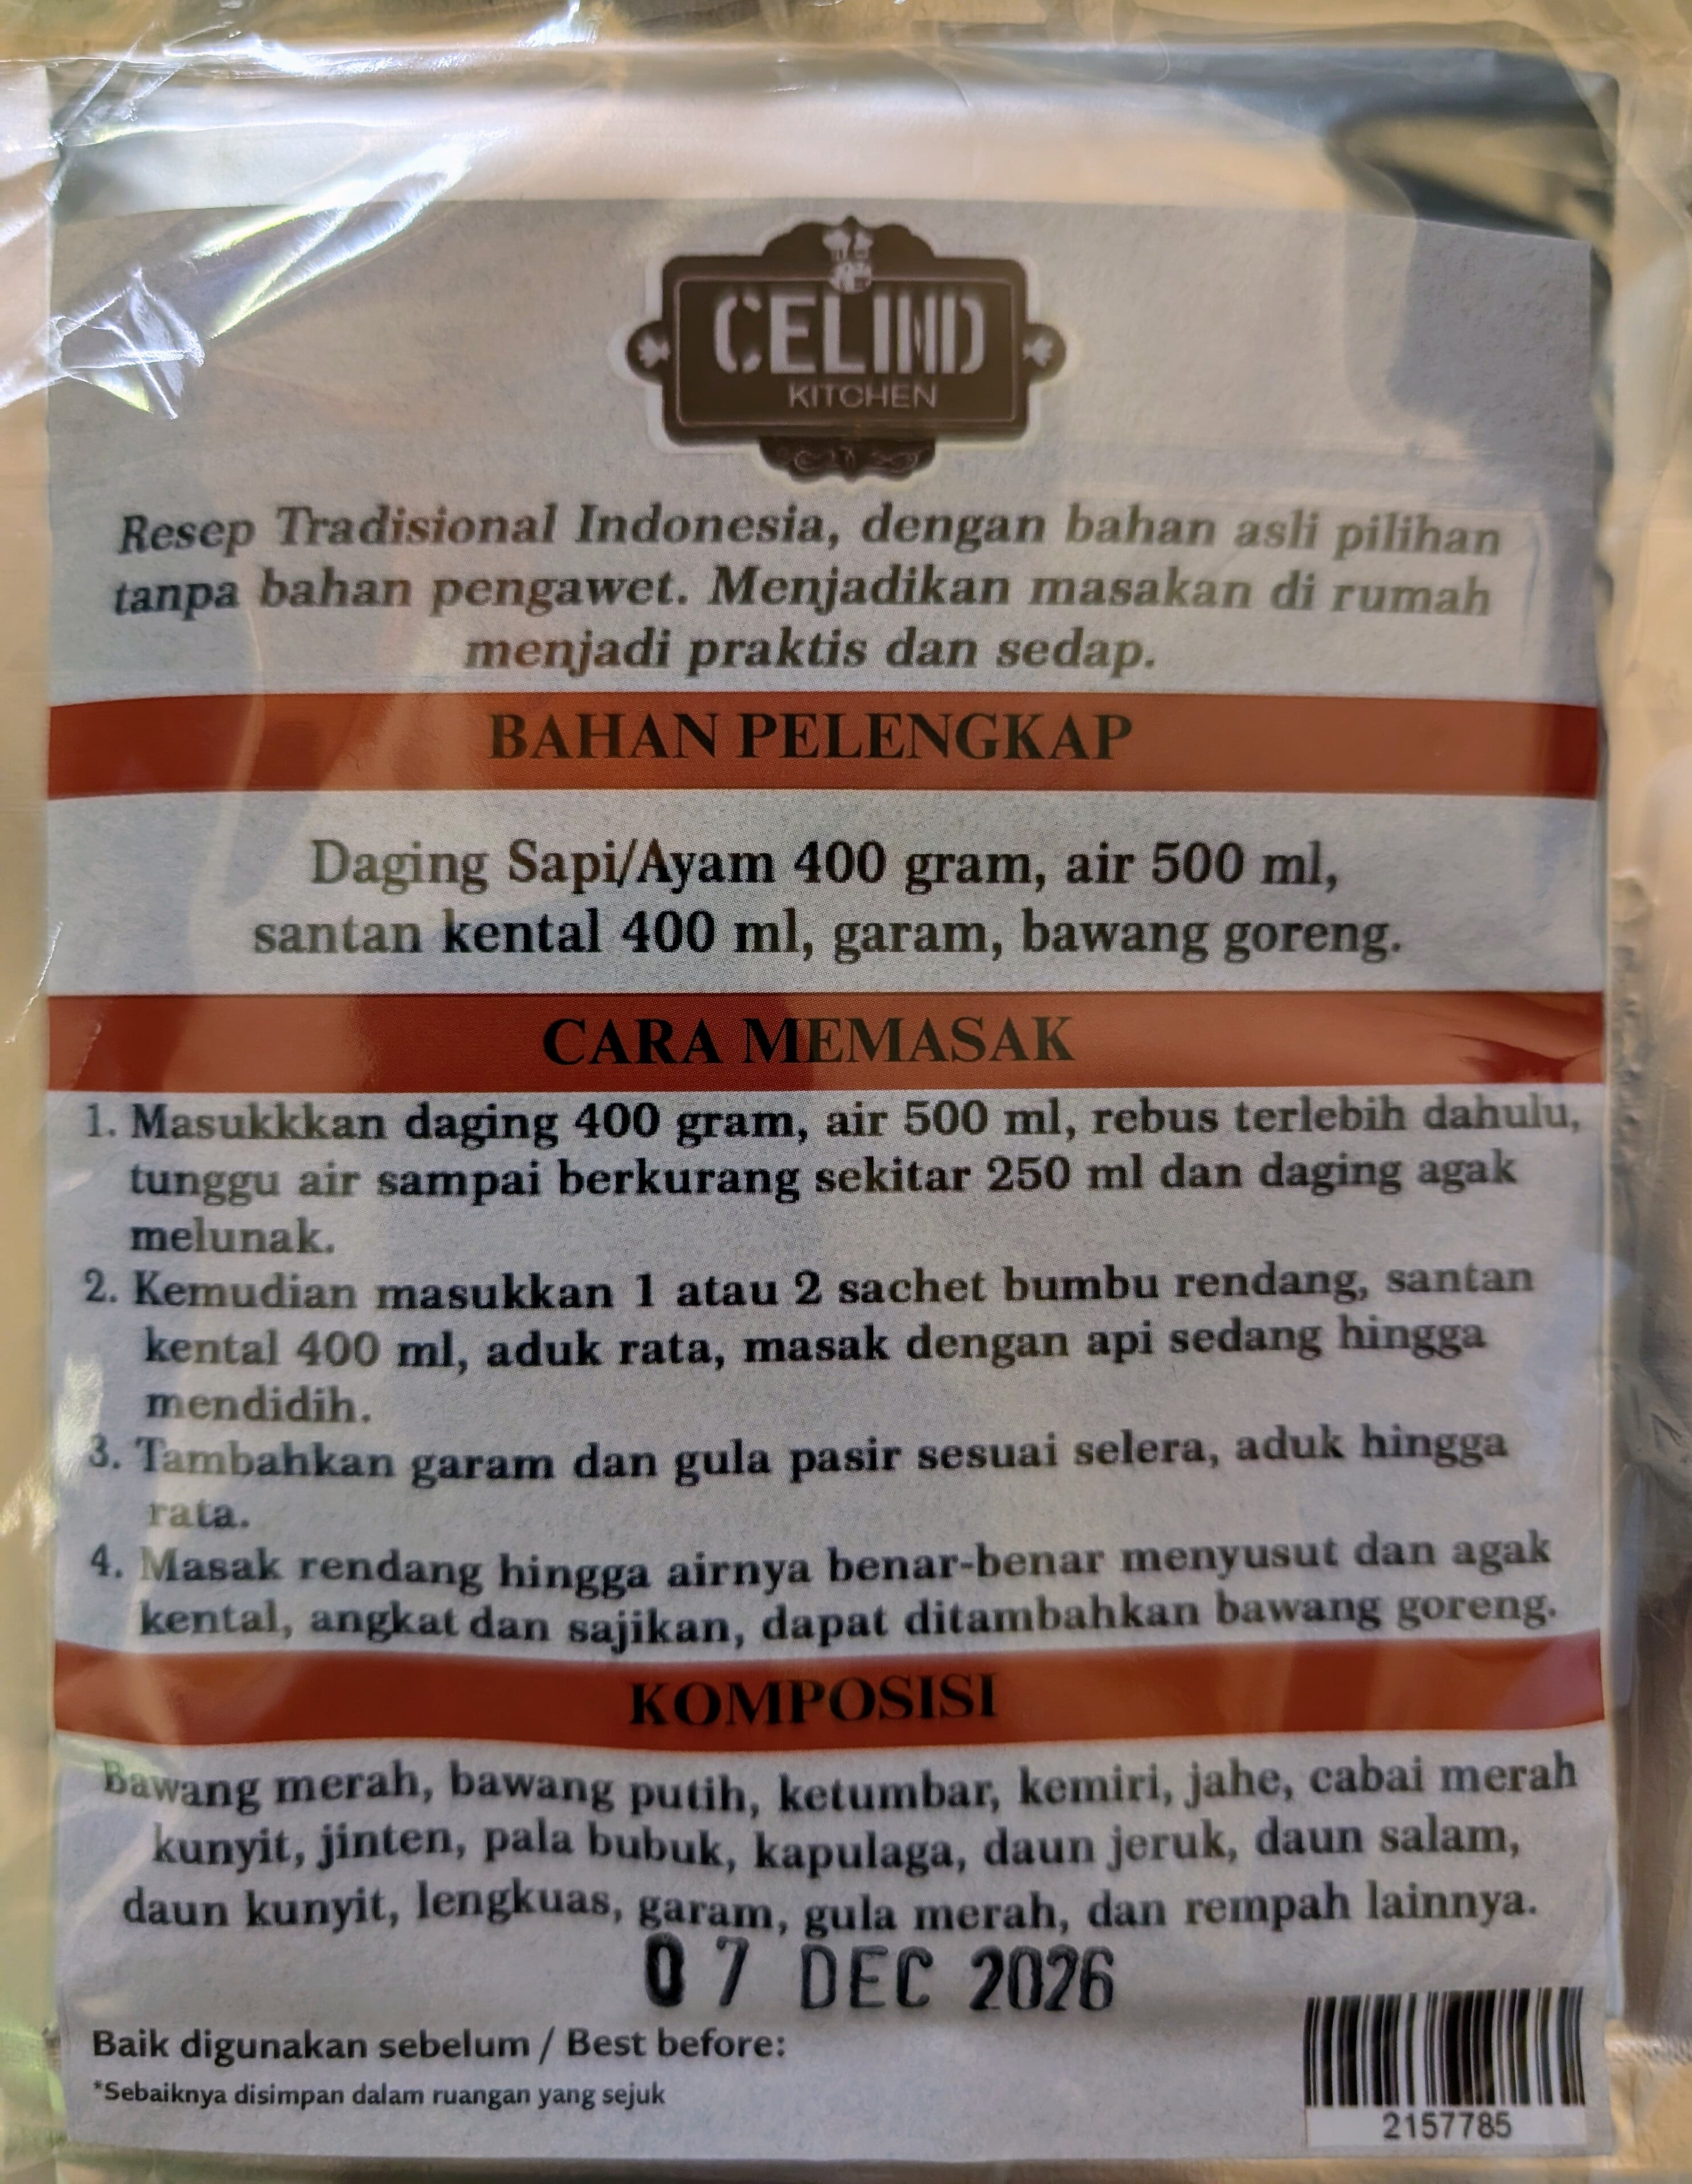 CELIND
KITCHEN
Resep Tradisional Indonesia, dengan bahan asli pilihan
tanpa bahan pengawet. Menjadikan masakan di rumah
menjadi praktis dan sedap.
BAHAN PELENGKAP
Daging Sapi/Ayam 400 gram, air 500 ml,
santan kental 400 ml, garam, bawang goreng.
CARA MEMASAK
1. Masukkkan daging 400 gram, air 500 ml, rebus terlebih dahulu,
tunggu air sampai berkurang sekitar 250 ml dan daging agak
melunak.
2. Kemudian masukkan 1 atau 2 sachet bumbu rendang, santan
kental 400 ml, aduk rata, masak dengan api sedang hingga
mendidih.
3. Tambahkan garam dan gula pasir sesuai selera, aduk hingga
rata.
4. Masak rendang hingga airnya benar-benar menyusut dan agak
kental, angkat dan sajikan, dapat ditambahkan bawang goreng.
KOMPOSISI
Bawang merah, bawang putih, ketumbar, kemiri, jahe, cabai merah
kunyit, jinten, pala bubuk, kapulaga, daun jeruk, daun salam,
daun kunyit, lengkuas, garam, gula merah, dan rempah lainnya.
07 DEC 2026
Baik digunakan sebelum / Best before:
*Sebaiknya disimpan dalam ruangan yang sejuk
2157785